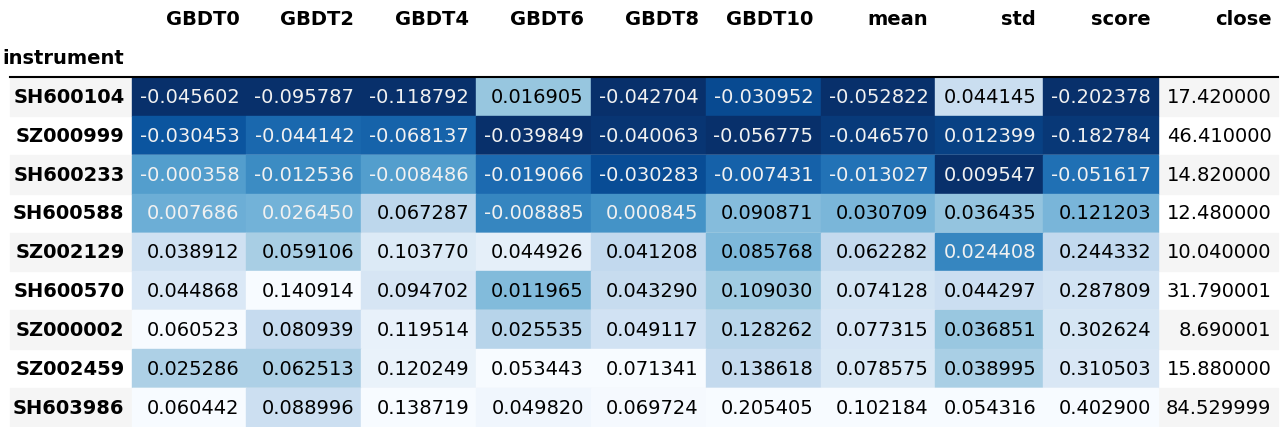 GBDT0 GBDT2 GBDT4 GBDT6 GBDT8 GBDT10 mean std score close
instrument
SH600104 -0.045602 -0.095787 -0.118792 0.016905 -0.042704 -0.030952 -0.052822 0.044145 -0.202378 17.420000
SZ000999 -0.030453 -0.044142 -0.068137 -0.039849 -0.040063 -0.056775 -0.046570 0.012399 -0.182784 46.410000
SH600233 -0.000358 -0.012536 -0.008486 -0.019066 -0.030283 -0.007431 -0.013027 0.009547 -0.051617 14.820000
SH600588 0.007686 0.026450 0.067287 -0.008885 0.000845 0.090871 0.030709 0.036435 0.121203 12.480000
SZ002129 0.038912 0.059106 0.103770 0.044926 0.041208 0.085768 0.062282 0.024408 0.244332 10.040000
SH600570 0.044868 0.140914 0.094702 0.011965 0.043290 0.109030 0.074128 0.044297 0.287809 31.790001
SZ000002 0.060523 0.080939 0.119514 0.025535 0.049117 0.128262 0.077315 0.036851 0.302624 8.690001
SZ002459 0.025286 0.062513 0.120249 0.053443 0.071341 0.138618 0.078575 0.038995 0.310503 15.880000
SH603986 0.060442 0.088996 0.138719 0.049820 0.069724 0.205405 0.102184 0.054316 0.402900 84.529999